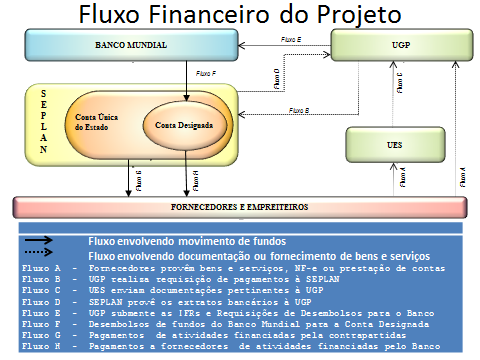 Fluxo Financeiro do Projeto
BANCO MUNDIAL
Fluxo E
UGP
Fluxo F
Fluxo D
Fluxo C
SEPLAN
Conta Única
do Estado
Conta Designada
Fluxo B
UES
Fluxo G
Fluxo H
Fluxo A
Fluxo A
FORNECEDORES E EMPREITEIROS
Fluxo envolvendo movimento de fundos
Fluxo envolvendo documentação ou fornecimento de bens e serviços
Fluxo A - Fornecedores provêm bens e serviços, NF-e ou prestação de contas
Fluxo B - UGP realiza requisição de pagamentos à SEPLAN
Fluxo C - UES enviam documentações pertinentes à UGP
Fluxo D - SEPLAN provê os extratos bancários à UGP
Fluxo E - UGP submente as IFRs e Requisições de Desembolsos para o Banco
Fluxo F - Desembolsos de fundos do Banco Mundial para a Conta Designada
Fluxo G - Pagamentos de atividades financiadas pela contrapartida
Fluxo H - Pagamentos a fornecedores de atividades financiadas pelo Banco